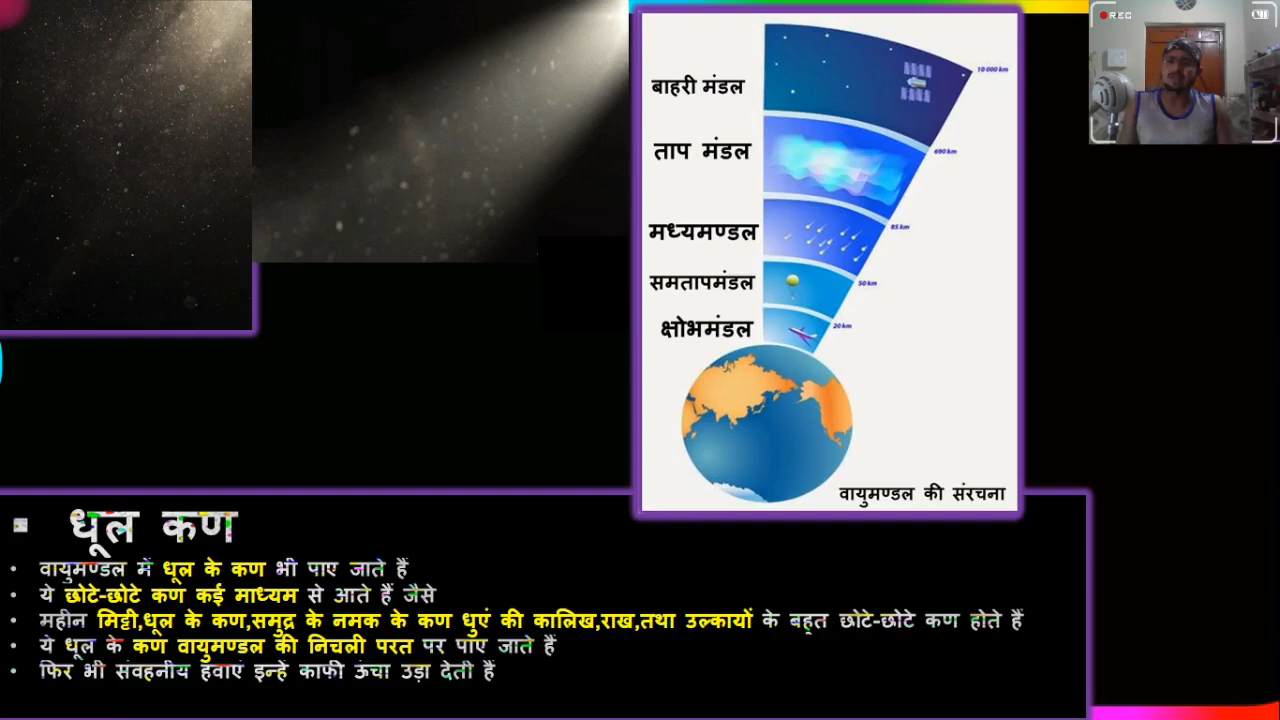 REC
बाहरी मंडल
10 000 km
ताप मंडल
690 km
मध्यमण्डल
85 km
समतापमंडल
50 km
क्षोभमंडल
20 km
वायुमण्डल की संरचना
धूल कण
वायुमण्डल में धूल के कण भी पाए जाते हैं
ये छोटे-छोटे कण कई माध्यम से आते हैं जैसे
महीन मिट्टी,धूल के कण,समुद्र के नमक के कण धुएं की कालिख,राख,तथा उल्कायों के बहुत छोटे-छोटे कण होते हैं
ये धूल के कण वायुमण्डल की निचली परत पर पाए जाते हैं
फिर भी संवहनीय हवाएं इन्हें काफी ऊंचा उड़ा देती हैं